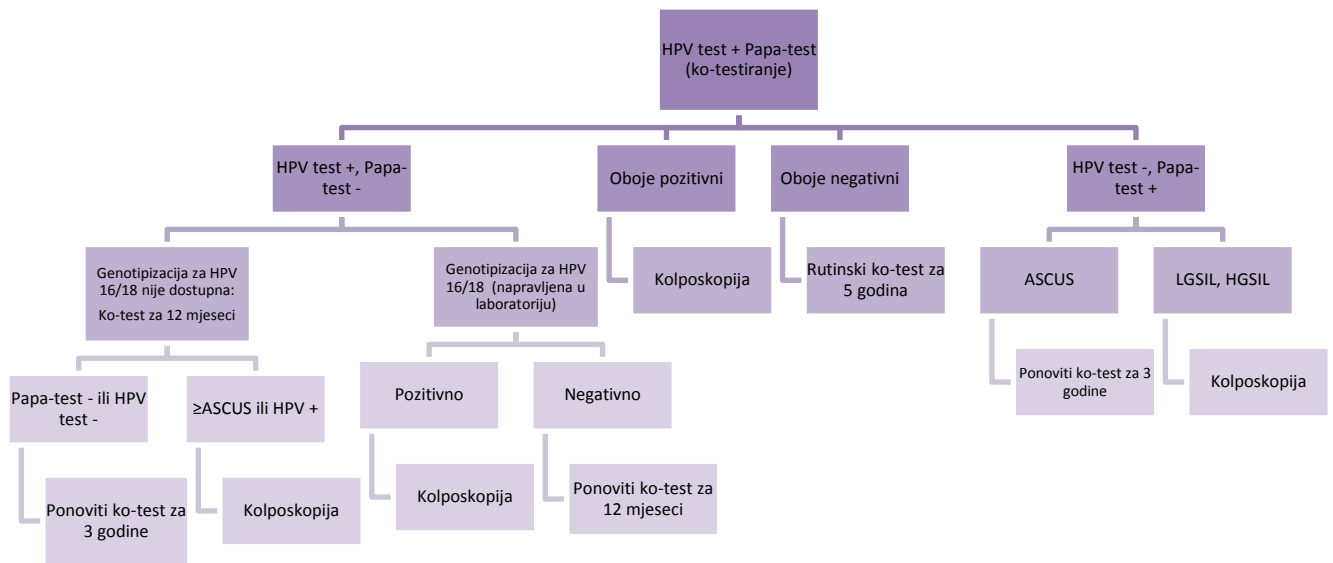 HPV test + Papa-test
(ko-testiranje)
HPV test +, Papa-
test -
Oboje pozitivni
Oboje negativni
HPV test -, Papa-
test +
Genotipizacija za HPV
16/18 nije dostupna:
Ko-test za 12 mjeseci
Genotipizacija za HPV
16/18 (napravljena u
laboratoriju)
Kolposkopija
Rutinski ko-test za
5 godina
ASCUS
LGSIL, HGSIL
Papa-test - ili HPV
test -
≥ASCUS ili HPV +
Pozitivno
Negativno
Ponoviti ko-test za 3
godine
Kolposkopija
Ponoviti ko-test za
3 godine
Kolposkopija
Kolposkopija
Ponoviti ko-test za
12 mjeseci